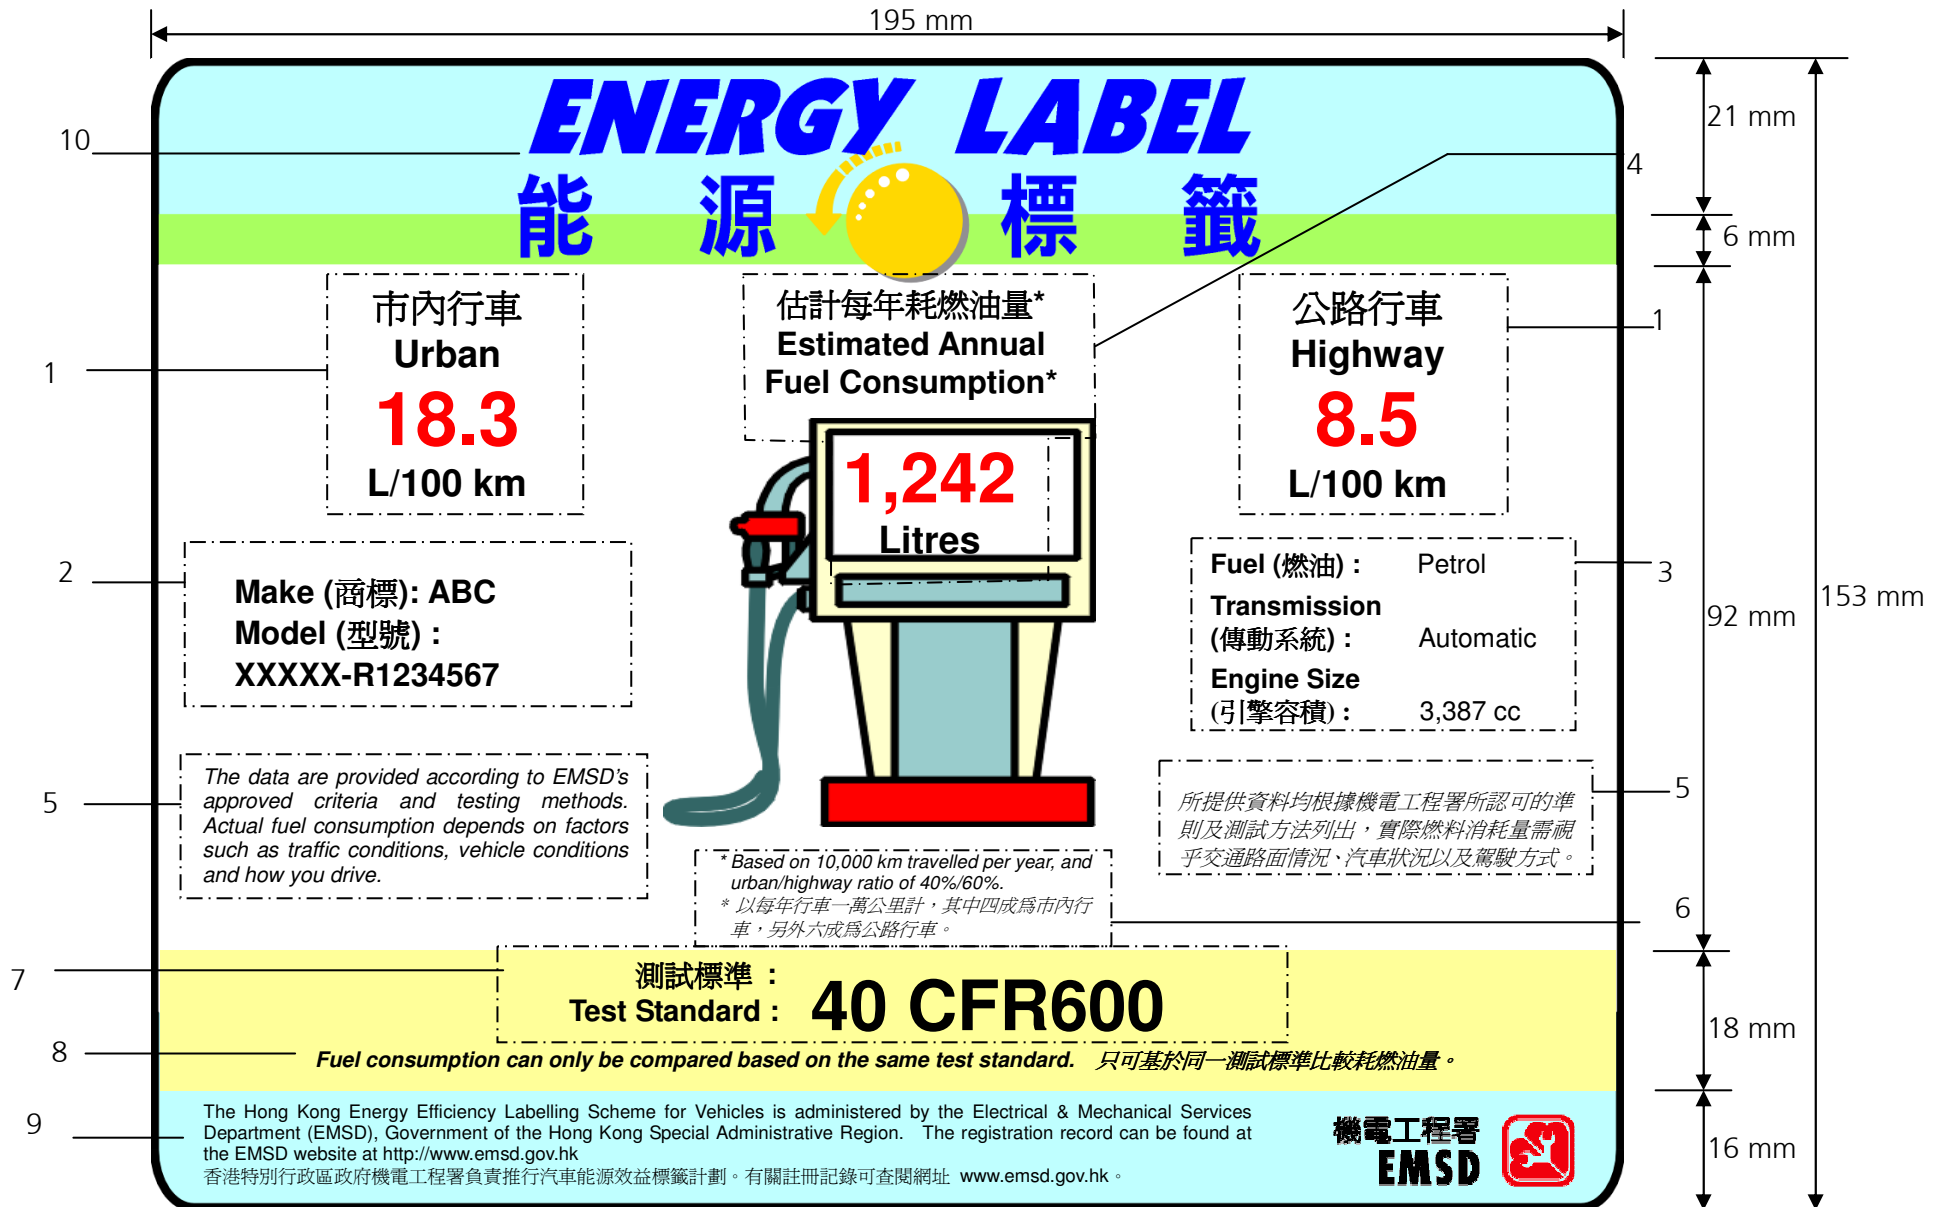 195 mm
ENERGY LABEL
能 源 標 籤
10
4
21 mm
6 mm
市內行車
Urban
18.3
L/100 km
1
估計每年耗燃油量*
Estimated Annual
Fuel Consumption*
1,242
Litres
公路行車
Highway
8.5
L/100 km
1
2
Make (商標): ABC
Model (型號) :
XXXXX-R1234567
Fuel (燃油) : Petrol
Transmission
(傳動系統) : Automatic
Engine Size
(引擎容積) : 3,387 cc
3
92 mm
153 mm
5
The data are provided according to EMSD's
approved criteria and testing methods.
Actual fuel consumption depends on factors
such as traffic conditions, vehicle conditions
and how you drive.
所提供資料均根據機電工程署所認可的準
則及測試方法列出，實際燃料消耗量需視
乎交通路面情況、汽車狀況以及駕駛方式。
5
* Based on 10,000 km travelled per year, and
urban/highway ratio of 40%/60%.
* 以每年行車一萬公里計，其中四成爲市內行
車，另外六成爲公路行車。
6
7
測試標準 :
Test Standard : 40 CFR600
18 mm
8
Fuel consumption can only be compared based on the same test standard. 只可基於同一測試標準比較耗燃油量。
9
The Hong Kong Energy Efficiency Labelling Scheme for Vehicles is administered by the Electrical & Mechanical Services
Department (EMSD), Government of the Hong Kong Special Administrative Region. The registration record can be found at
the EMSD website at http://www.emsd.gov.hk
香港特別行政區政府機電工程署負責推行汽車能源效益標籤計劃。有關註冊記錄可查閱網址 www.emsd.gov.hk。
機電工程署
EMSD
16 mm